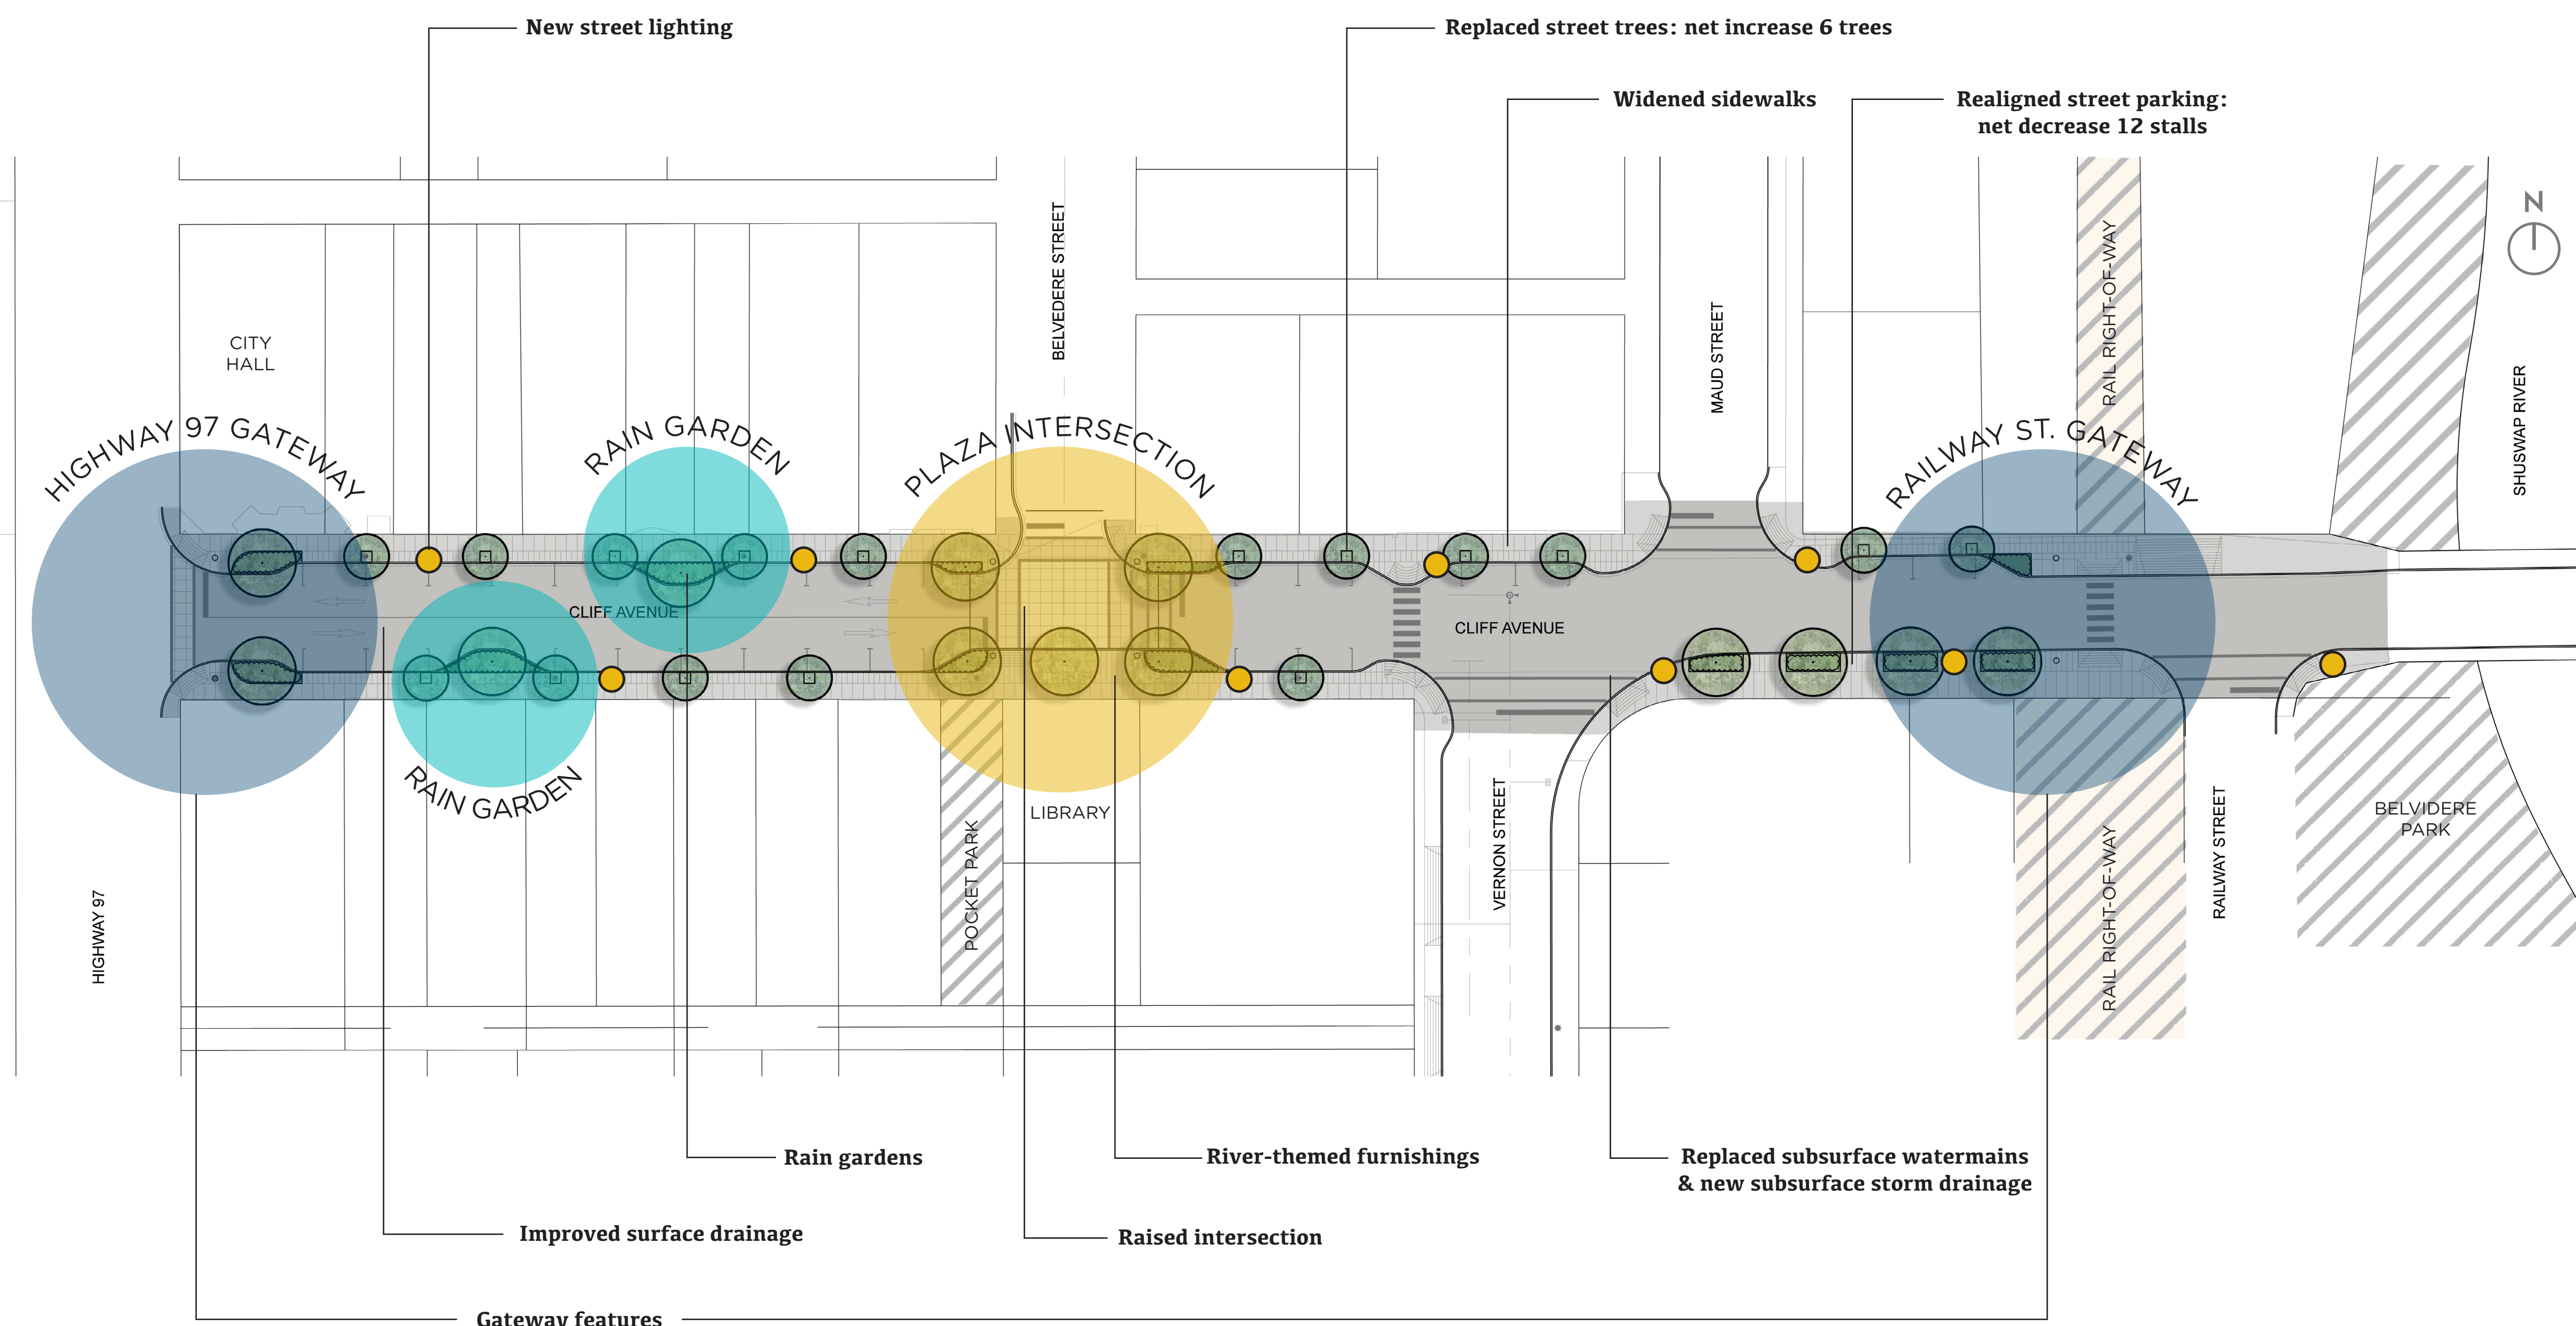 New street lighting
Replaced street trees: net increase 6 trees
Widened sidewalks
Realigned street parking:
net decrease 12 stalls
N
BELVEDERE STREET
MAUD STREET
RAIL RIGHT-OF-WAY
SHUSWAP RIVER
CITY
HALL
HIGHWAY 97 GATEWAY
RAIN GARDEN
PLAZA INTERSECTION
RAILWAY ST. GATEWAY
CLIFF AVENUE
CLIFF AVENUE
RAIN GARDEN
LIBRARY
POCKET PARK
VERNON STREET
RAIL RIGHT-OF-WAY
RAILWAY STREET
BELVIDERE
PARK
HIGHWAY 97
Rain gardens
River-themed furnishings
Replaced subsurface watermains
& new subsurface storm drainage
Improved surface drainage
Raised intersection
Gateway features